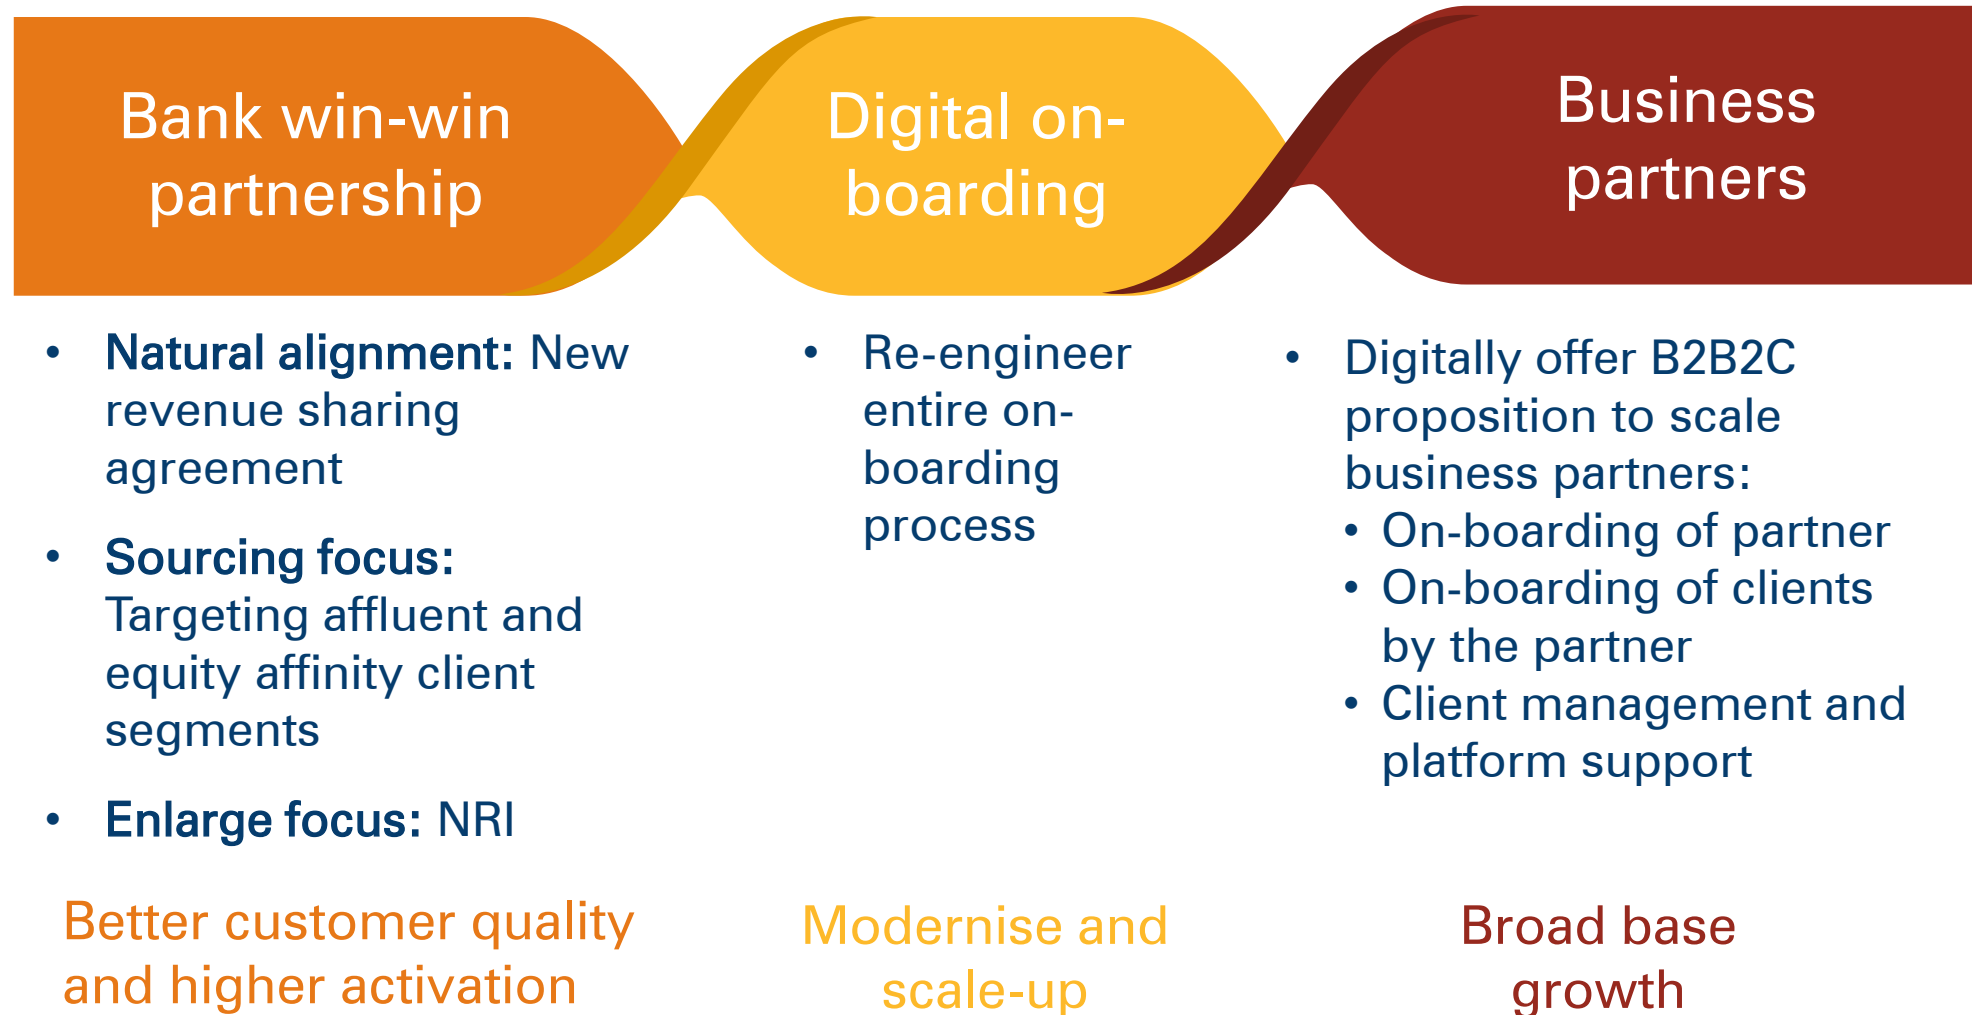 Bank win-win
partnership
Digital on-
boarding
Business
partners
• Natural alignment: New
revenue sharing
agreement
• Sourcing focus:
Targeting affluent and
equity affinity client
segments
• Enlarge focus: NRI
• Re-engineer
entire on-
boarding
process
• Digitally offer B2B2C
proposition to scale
business partners:
• On-boarding of partner
• On-boarding of clients
by the partner
• Client management and
platform support
Better customer quality
and higher activation
Modernise and
scale-up
Broad base
growth